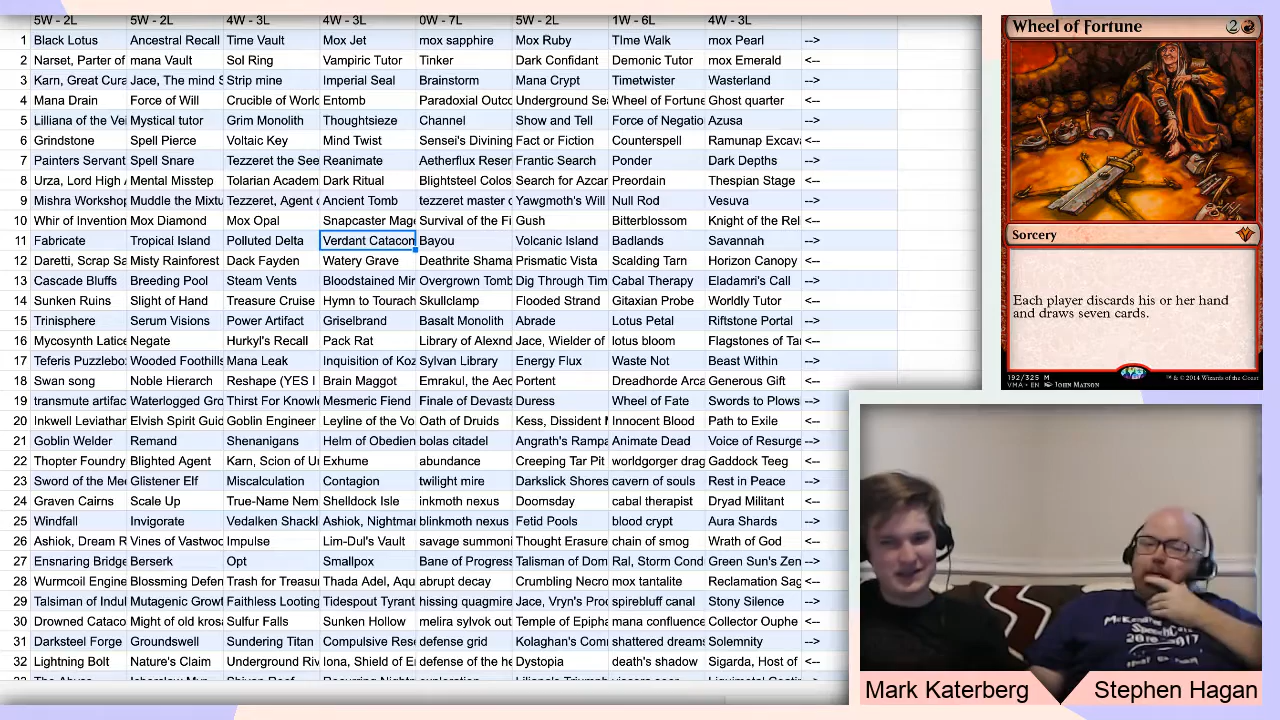 5W - 2L 5W - 2L 4W - 3L 4W - 3L 0W - 7L 5W - 2L 1W - 6L 4W - 3L
1 Black Lotus Ancestral Recall Time Vault Mox Jet mox sapphire Mox Ruby TIme Walk mox Pearl -->
2 Narset, Parter of mana Vault Sol Ring Vampiric Tutor Tinker Dark Confidant Demonic Tutor mox Emerald <--
3 Karn, Great Cura Jace, The mind S Strip mine Imperial Seal Brainstorm Mana Crypt Timetwister Wasterland -->
4 Mana Drain Force of Will Crucible of Worlc Entomb Paradoxial Outco Underground Sea Wheel of Fortune Ghost quarter <--
5 Lilliana of the Vei Mystical tutor Grim Monolith Thoughtsieze Channel Show and Tell Force of Negatio Azusa -->
6 Grindstone Spell Pierce Voltaic Key Mind Twist Sensei's Divining Fact or Fiction Counterspell Ramunap Excava <--
7 Painters Servant Spell Snare Tezzeret the See Reanimate Aetherflux Reser Frantic Search Ponder Dark Depths -->
8 Urza, Lord High A Mental Misstep Tolarian Academ Dark Ritual Blightsteel Colos Search for Azcar Preordain Thespian Stage <--
9 Mishra Workshop Muddle the Mixtu Tezzeret, Agent o Ancient Tomb tezzeret master o Yawgmoth's Will Null Rod Vesuva -->
10 Whir of Invention Mox Diamond Mox Opal Snapcaster Mage Survival of the Fi Gush Bitterblossom Knight of the Rel <--
11 Fabricate Tropical Island Polluted Delta Verdant Catacon Bayou Volcanic Island Badlands Savannah -->
12 Daretti, Scrap Sa Misty Rainforest Dack Fayden Watery Grave Deathrite Shama Prismatic Vista Scalding Tarn Horizon Canopy <--
13 Cascade Bluffs Breeding Pool Steam Vents Bloodstained Mir Overgrown Tomb Dig Through Tim Cabal Therapy Eladamri's Call -->
14 Sunken Ruins Slight of Hand Treasure Cruise Hymn to Tourach Skullclamp Flooded Strand Gitaxian Probe Worldly Tutor <--
15 Trinisphere Serum Visions Power Artifact Griselbrand Basalt Monolith Abrade Lotus Petal Riftstone Portal -->
16 Mycosynth Latice Negate Hurkyl's Recall Pack Rat Library of Alexnd Jace, Wielder of lotus bloom Flagstones of Tra <--
17 Teferis Puzzlebo Wooded Foothills Mana Leak Inquisition of Koz Sylvan Library Energy Flux Waste Not Beast Within -->
18 Swan song Noble Hierarch Reshape (YES I Brain Maggot Emrakul, the Aeo Portent Dreadhorde Arca Generous Gift <--
19 transmute artifac Waterlogged Gro Thirst For Knowle Mesmeric Fiend Finale of Devasta Duress Wheel of Fate Swords to Plows -->
20 Inkwell Leviathan Elvish Spirit Guid Goblin Engineer Leyline of the Vo Oath of Druids Kess, Dissident M Innocent Blood Path to Exile <--
21 Goblin Welder Remand Shenanigans Helm of Obedien bolas citadel Angrath's Rampa Animate Dead Voice of Resurge -->
22 Thopter Foundry Blighted Agent Karn, Scion of U Exhume abundance Creeping Tar Pit worldgorger drag Gaddock Teeg <--
23 Sword of the Mee Glistener Elf Miscalculation Contagion twilight mire Darkslick Shores cavern of souls Rest in Peace -->
24 Graven Cairns Scale Up True-Name Nem Shelldock Isle inkmoth nexus Doomsday cabal therapist Dryad Militant <--
25 Windfall Invigorate Vedalken Shackl Ashiok, Nightmar blinkmoth nexus Fetid Pools blood crypt Aura Shards -->
26 Ashiok, Dream R Vines of Vastwoo Impulse Lim-Dul's Vault savage summoni Thought Erasure chain of smog Wrath of God <--
27 Ensnaring Bridge Berserk Opt Smallpox Bane of Progress Talisman of Dom Ral, Storm Cond Green Sun's Zen -->
28 Wurmcoil Engine Blossming Defen Trash for Treasur Thada Adel, Aqu abrupt decay Crumbling Necro mox tantalite Reclamation Sag <--
29 Talsiman of Indul Mutagenic Growt Faithless Looting Tidespout Tyrant hissing quagmire Jace, Vryn's Proc spirebluff canal Stony Silence -->
30 Drowned Cataco Might of old krosa Sulfur Falls Sunken Hollow melira sylvok out Temple of Epipha mana confluence Collector Ouphe <--
31 Darksteel Forge Groundswell Sundering Titan Compulsive Rese defense grid Kolaghan's Com shattered dreams Solemnity -->
32 Lightning Bolt Nature's Claim Underground Riv Iona, Shield of E defense of the he Dystopia death's shadow Sigarda, Host of <--
Wheel of Fortune 2
Sorcery
Each player discards his or her hand
and draws seven cards.
192/325 M
VMA • EN John Matson
™ & © 2014 Wizards of the Coast
Mark Katerberg
Stephen Hagan